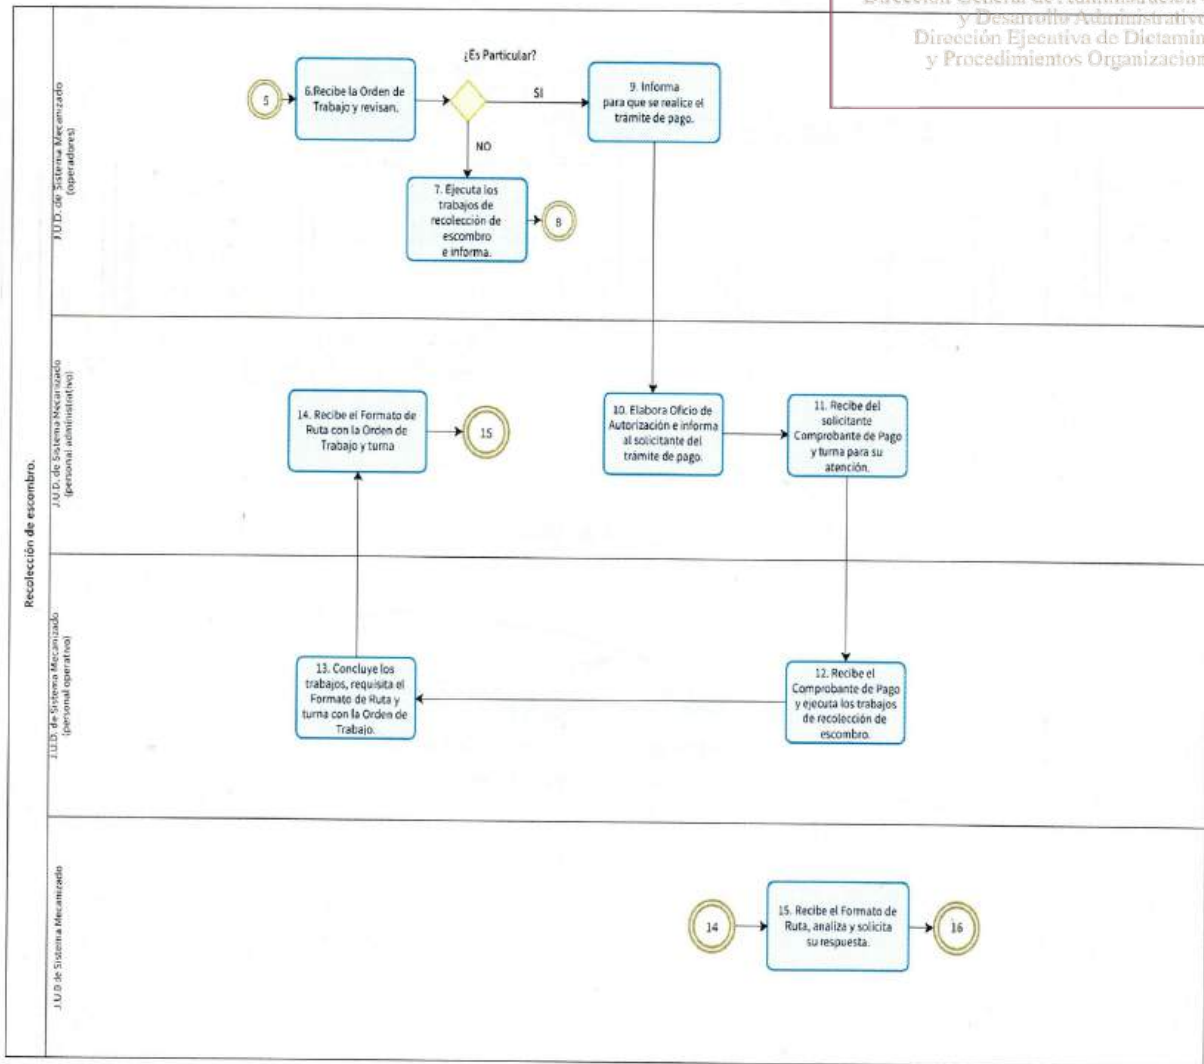 y Desarrollo Administrativo
Dirección Ejecutiva de Dictamin
y Procedimientos Organizacion
Recolección de escombro.
J.U.D. de Sistema Mecanizado
(operadores)
5
6.Recibe la Orden de
Trabajo y revisan.
¿Es Particular?
SI
NO
9. Informa
para que se realice el
trámite de pago.
7. Ejecuta los
trabajos de
recolección de
escombro
e informa.
8
J.U.D. de Sistema Mecanizado
(personal administrativo)
14. Recibe el Formato de
Ruta con la Orden de
Trabajo y turna
15
10. Elabora Oficio de
Autorización e informa
al solicitante del
trámite de pago.
11. Recibe del
solicitante
Comprobante de Pago
y turna para su
atención.
J.U.D. de Sistema Mecanizado
(personal operativo)
13. Concluye los
trabajos, requisita el
Formato de Ruta y
turna con la Orden de
Trabajo.
12. Recibe el
Comprobante de Pago
y ejecuta los trabajos
de recolección de
escombro.
J.U.D de Sistema Mecanizado
14
15. Recibe el Formato de
Ruta, analiza y solicita
su respuesta.
16